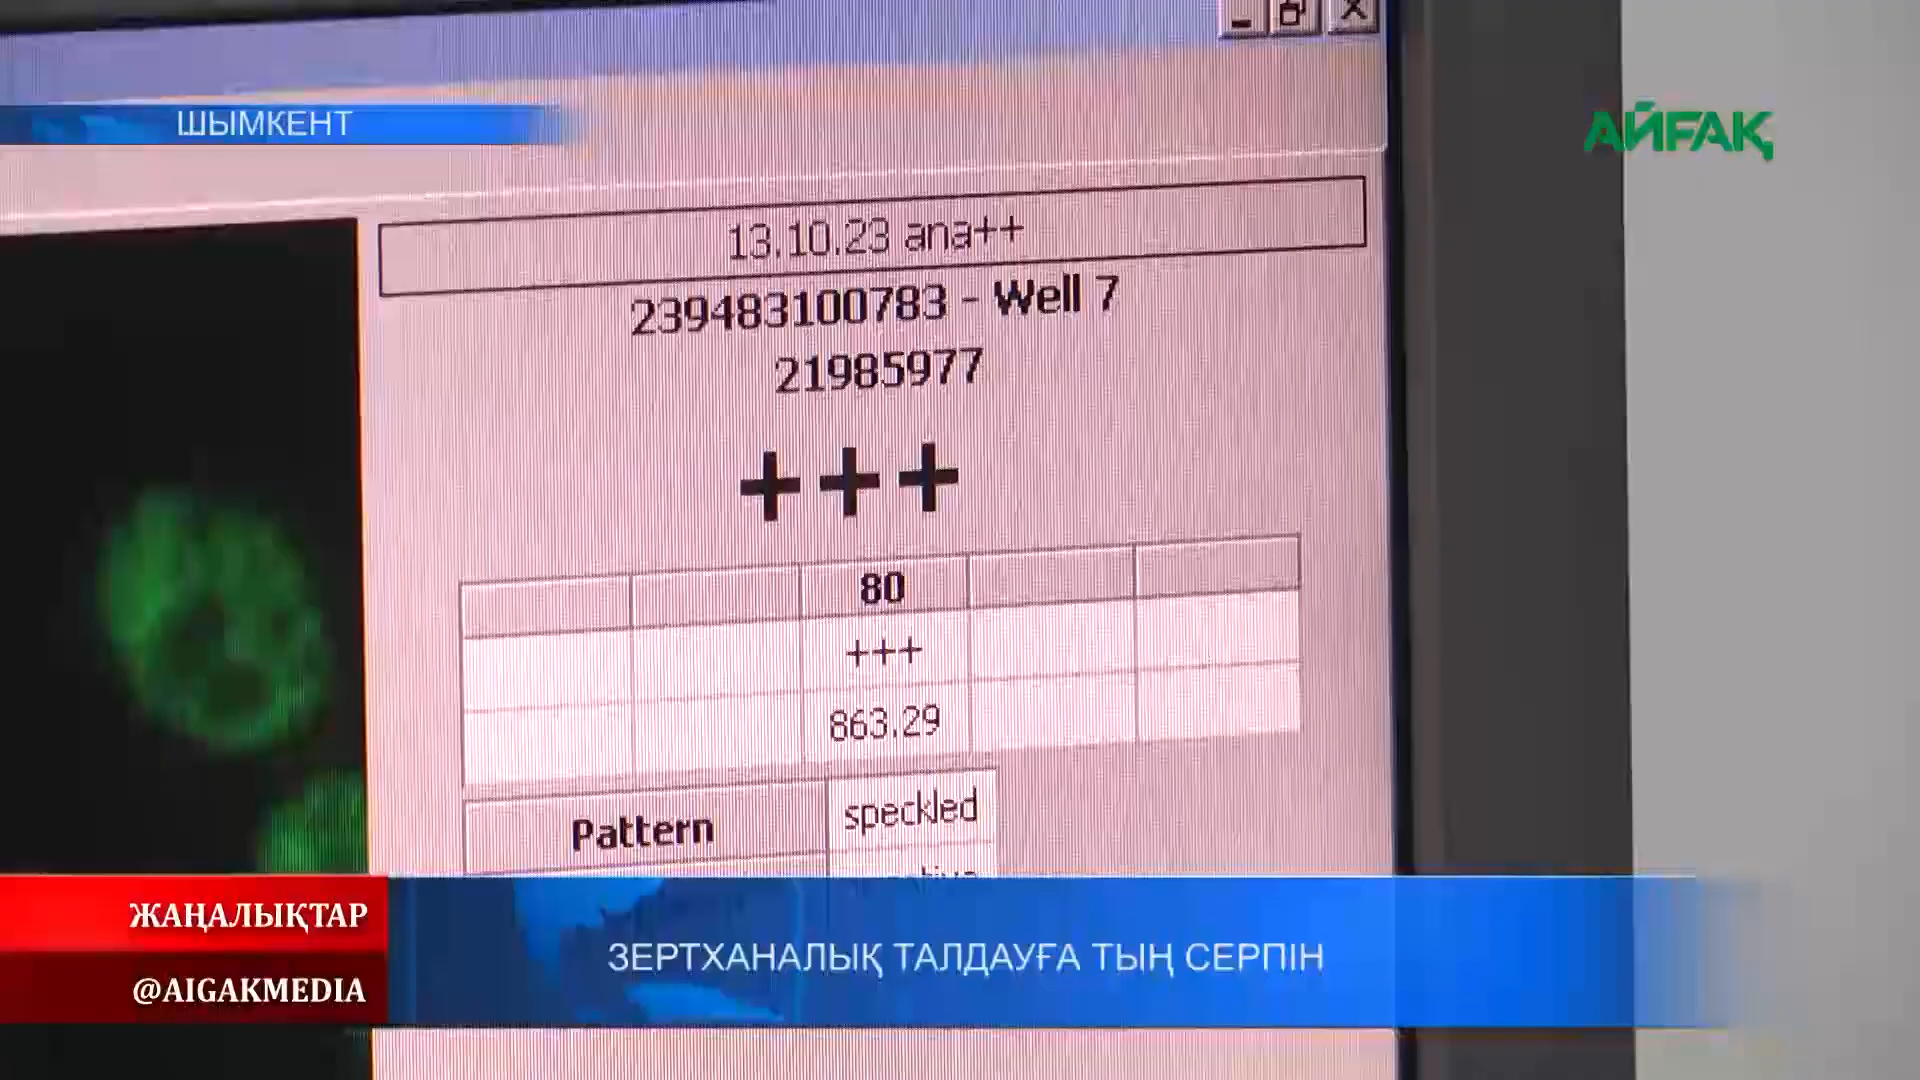 ШЫМКЕНТ
АЙҒАҚ
13.10.23 ana++
239483100783 - Well 7
21985977
+++
80
+++
863.29
Pattern speckled
ЖАҢАЛЫҚТАР
@AIGAKMEDIA
ЗЕРТХАНАЛЫҚ ТАЛДАУҒА ТЫҢ СЕРПІН